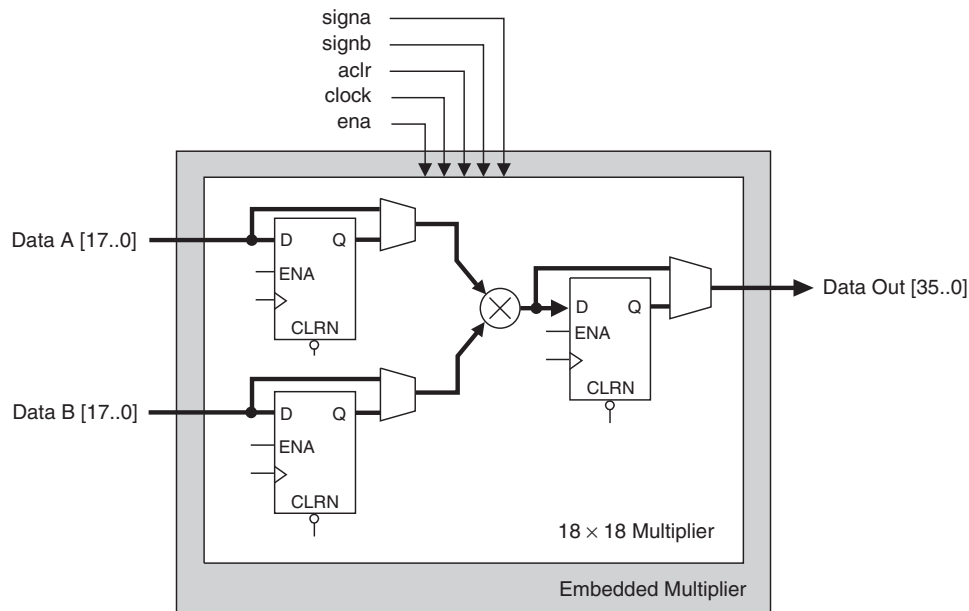 signa
signb
aclr
clock
ena
Data A [17..0]
D Q
ENA
CLRN
Data Out [35..0]
D Q
ENA
CLRN
Data B [17..0]
D Q
ENA
CLRN
18 × 18 Multiplier
Embedded Multiplier